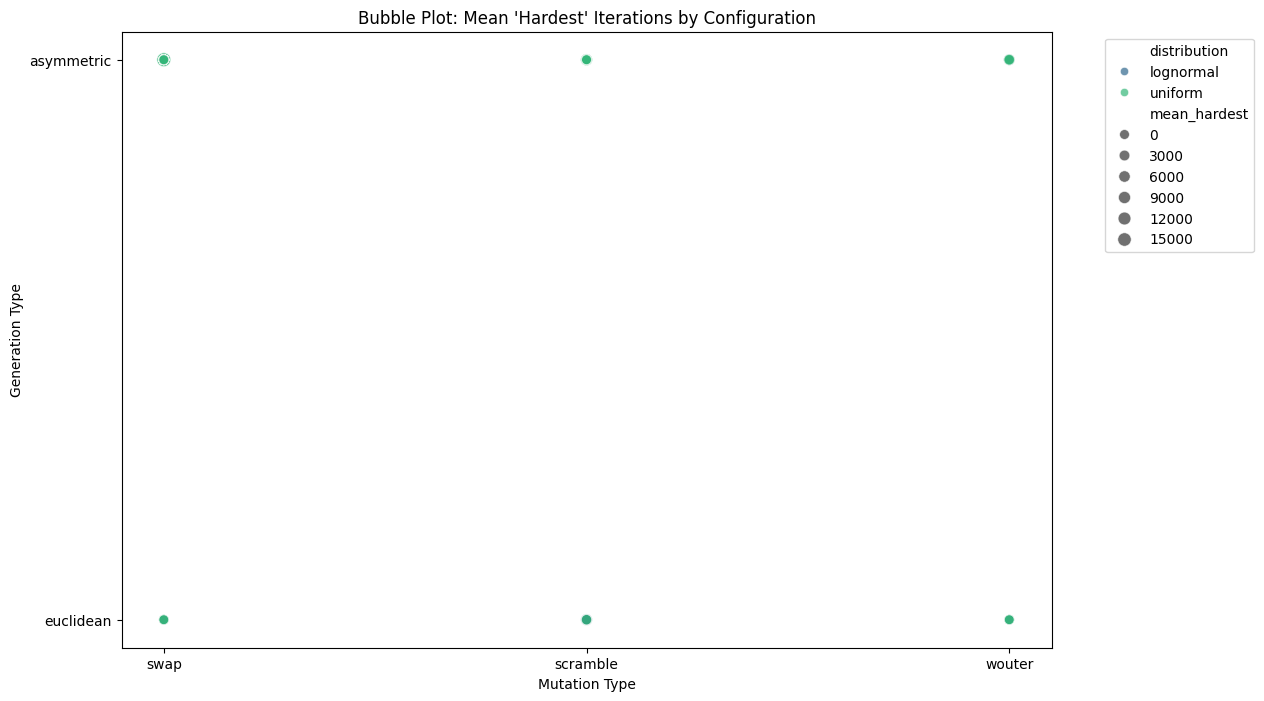 Bubble Plot: Mean 'Hardest' Iterations by Configuration
asymmetric
euclidean
Generation Type
swap
scramble
wouter
Mutation Type
distribution
lognormal
uniform
mean_hardest
0
3000
6000
9000
12000
15000